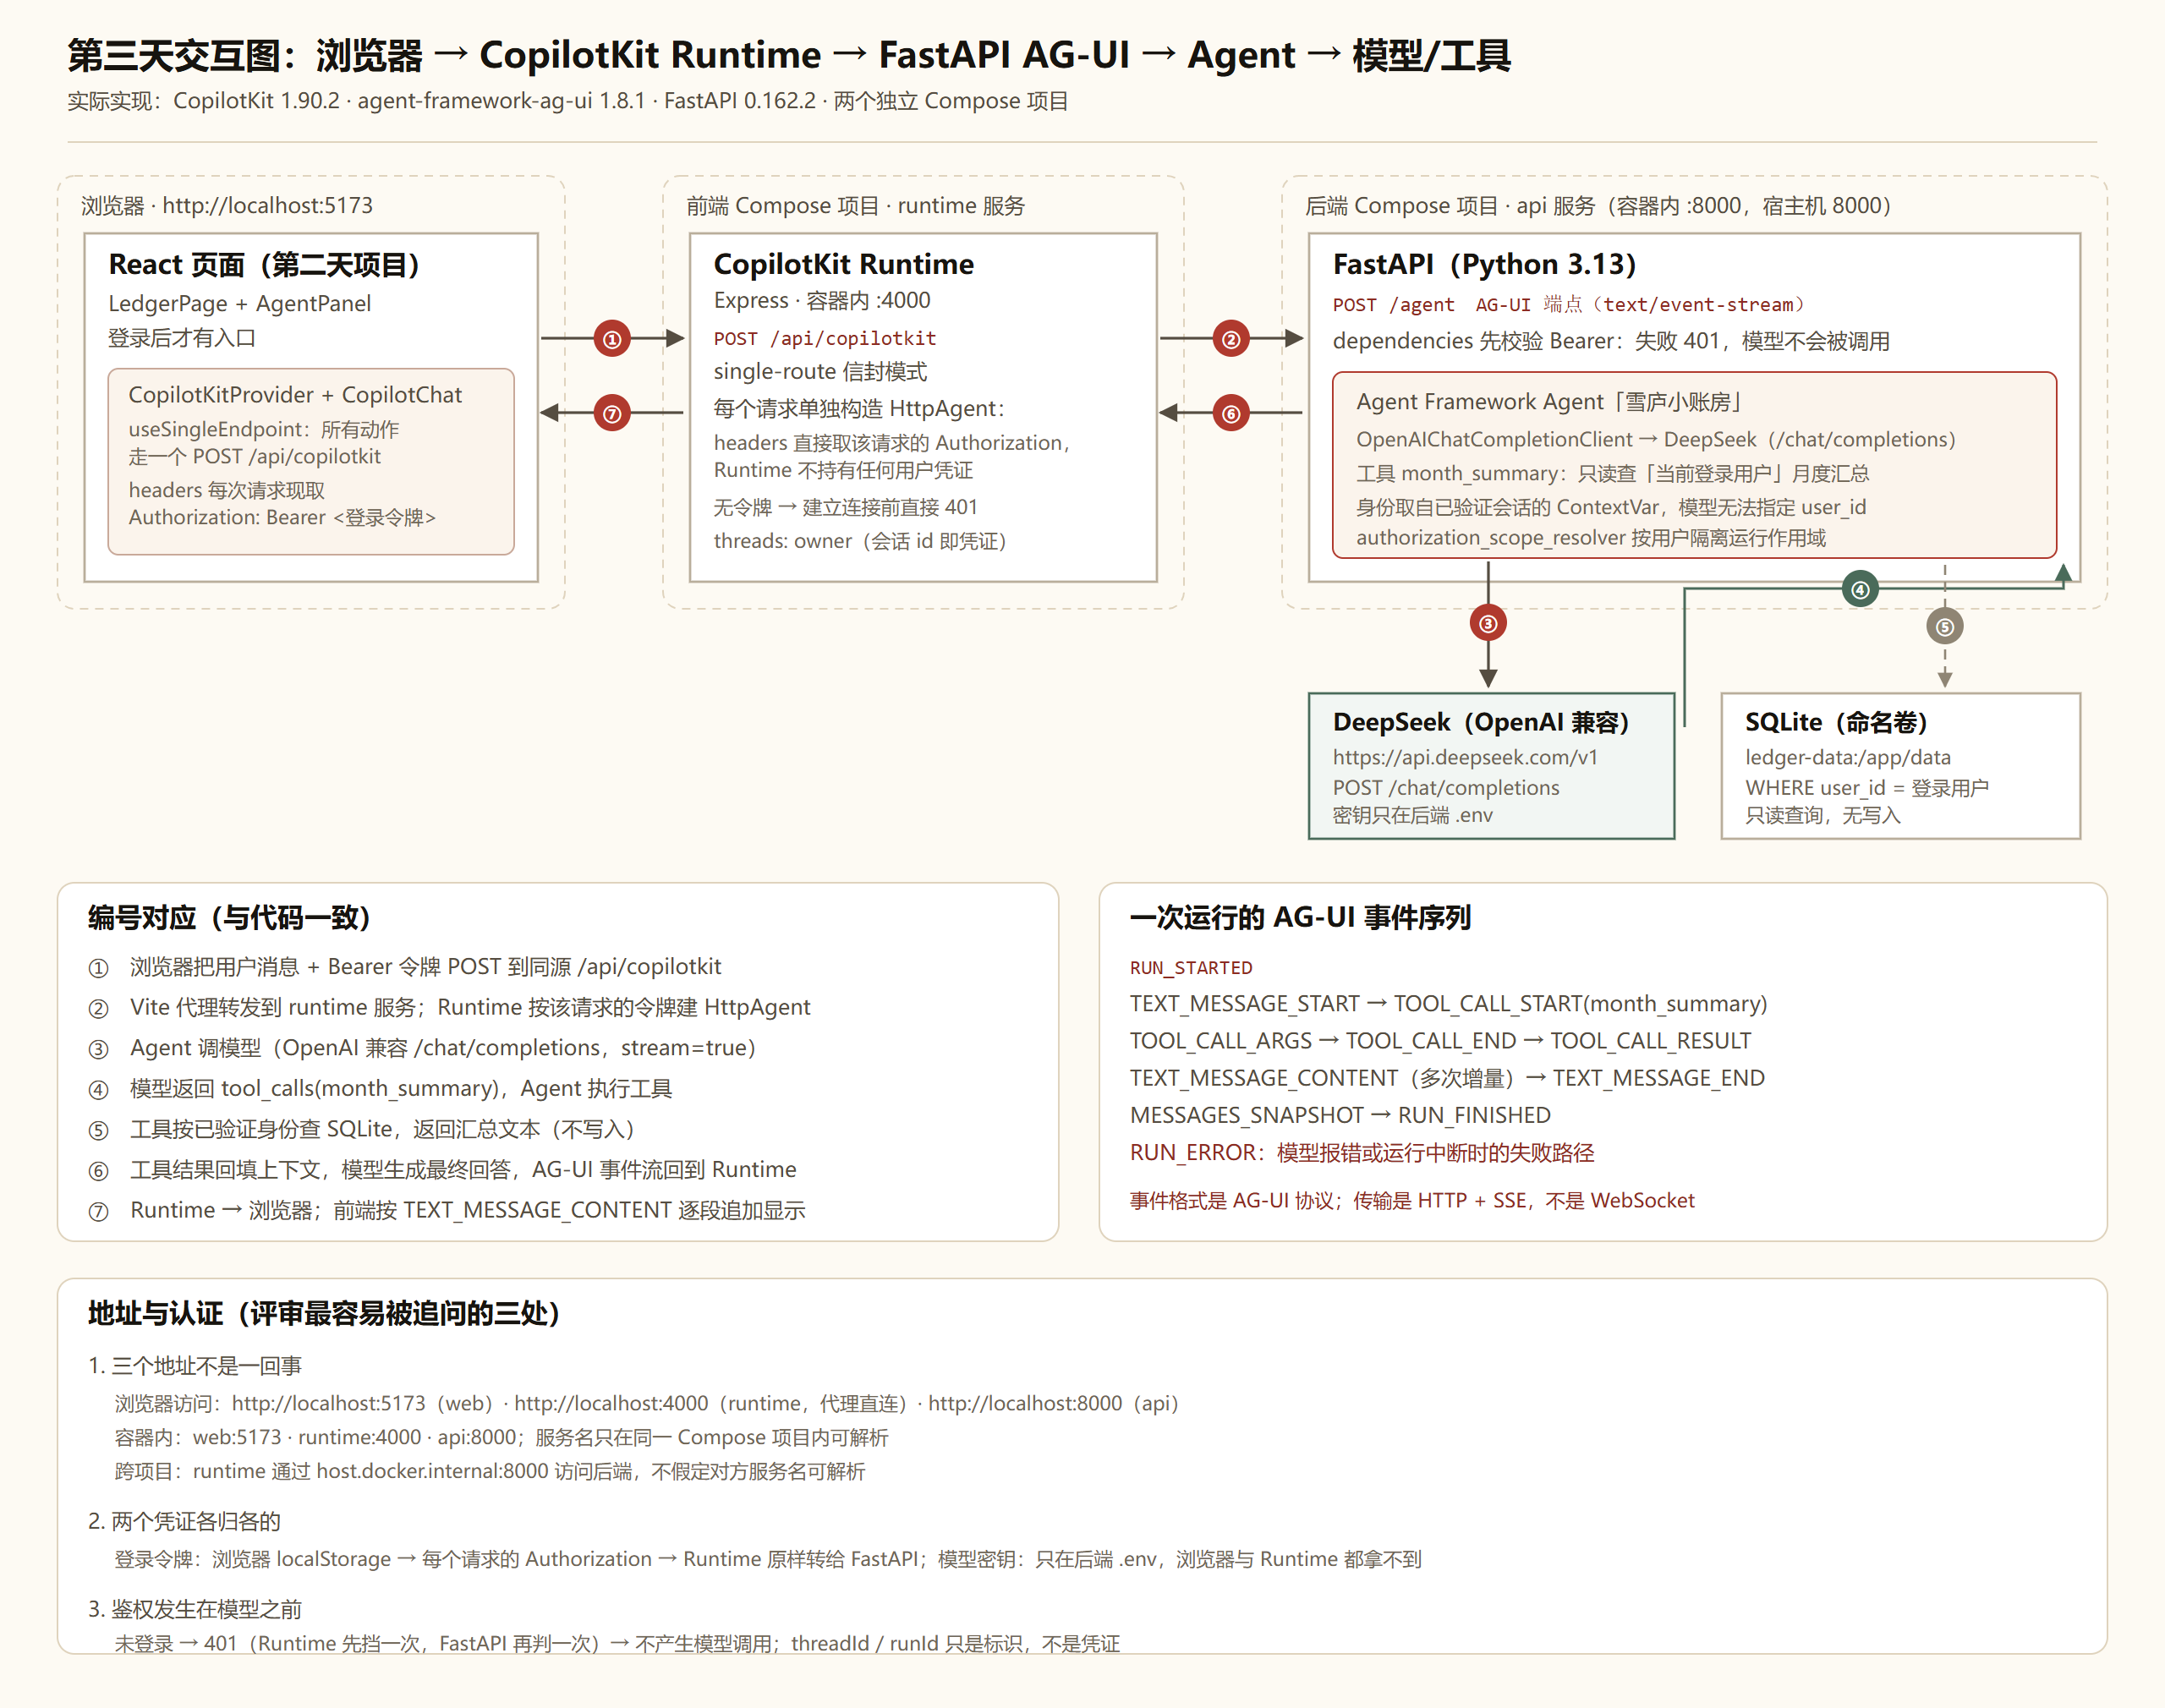 第三天交互图：浏览器 → CopilotKit Runtime → FastAPI AG-UI → Agent → 模型/工具
实际实现：CopilotKit 1.90.2 · agent-framework-ag-ui 1.8.1 · FastAPI 0.162.2 · 两个独立 Compose 项目
浏览器 · http://localhost:5173
React 页面（第二天项目）
LedgerPage + AgentPanel
登录后才有入口
CopilotKitProvider + CopilotChat
useSingleEndpoint：所有动作
走一个 POST /api/copilotkit
headers 每次请求现取
Authorization: Bearer <登录令牌>
①
⑦
前端 Compose 项目 · runtime 服务
CopilotKit Runtime
Express · 容器内 :4000
POST /api/copilotkit
single-route 信封模式
每个请求单独构造 HttpAgent：
headers 直接取该请求的 Authorization，
Runtime 不持有任何用户凭证
无令牌 → 建立连接前直接 401
threads: owner（会话 id 即凭证）
②
⑥
后端 Compose 项目 · api 服务（容器内 :8000，宿主机 8000）
FastAPI（Python 3.13）
POST /agent AG-UI 端点（text/event-stream）
dependencies 先校验 Bearer：失败 401，模型不会被调用
Agent Framework Agent「雪庐小账房」
OpenAIChatCompletionClient → DeepSeek（/chat/completions）
工具 month_summary：只读查「当前登录用户」月度汇总
身份取自已验证会话的 ContextVar，模型无法指定 user_id
authorization_scope_resolver 按用户隔离运行作用域
③
④
⑤
DeepSeek（OpenAI 兼容）
https://api.deepseek.com/v1
POST /chat/completions
密钥只在后端 .env
SQLite（命名卷）
ledger-data:/app/data
WHERE user_id = 登录用户
只读查询，无写入
编号对应（与代码一致）
① 浏览器把用户消息 + Bearer 令牌 POST 到同源 /api/copilotkit
② Vite 代理转发到 runtime 服务；Runtime 按该请求的令牌建 HttpAgent
③ Agent 调模型（OpenAI 兼容 /chat/completions，stream=true）
④ 模型返回 tool_calls(month_summary)，Agent 执行工具
⑤ 工具按已验证身份查 SQLite，返回汇总文本（不写入）
⑥ 工具结果回填上下文，模型生成最终回答，AG-UI 事件流回到 Runtime
⑦ Runtime → 浏览器；前端按 TEXT_MESSAGE_CONTENT 逐段追加显示
一次运行的 AG-UI 事件序列
RUN_STARTED
TEXT_MESSAGE_START → TOOL_CALL_START(month_summary)
TOOL_CALL_ARGS → TOOL_CALL_END → TOOL_CALL_RESULT
TEXT_MESSAGE_CONTENT（多次增量）→ TEXT_MESSAGE_END
MESSAGES_SNAPSHOT → RUN_FINISHED
RUN_ERROR：模型报错或运行中断时的失败路径
事件格式是 AG-UI 协议；传输是 HTTP + SSE，不是 WebSocket
地址与认证（评审最容易被追问的三处）
1. 三个地址不是一回事
浏览器访问：http://localhost:5173（web）· http://localhost:4000（runtime，代理直连）· http://localhost:8000（api）
容器内：web:5173 · runtime:4000 · api:8000；服务名只在同一 Compose 项目内可解析
跨项目：runtime 通过 host.docker.internal:8000 访问后端，不假定对方服务名可解析
2. 两个凭证各归各的
登录令牌：浏览器 localStorage → 每个请求的 Authorization → Runtime 原样转给 FastAPI；模型密钥：只在后端 .env，浏览器与 Runtime 都拿不到
3. 鉴权发生在模型之前
未登录 → 401（Runtime 先挡一次，FastAPI 再判一次）→ 不产生模型调用；threadId / runId 只是标识，不是凭证